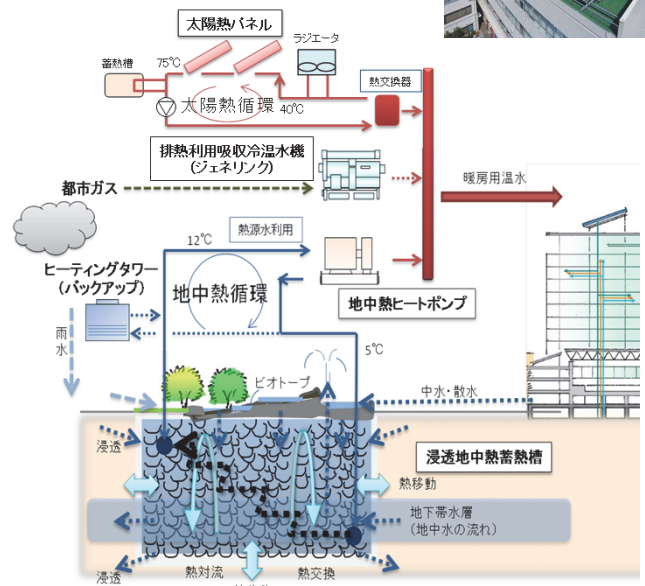 太陽熱パネル
ラジエータ
蓄熱槽
75℃
熱交換器
太陽熱循環
40℃
排熱利用吸収冷温水機
(ジェネリンク)
都市ガス
暖房用温水
12℃
熱源水利用
ヒーティングタワー
(バックアップ)
地中熱循環
地中熱ヒートポンプ
雨水
5℃
ビオトープ
中水・散水
浸透
浸透地中熱蓄熱槽
熱移動
地下帯水層
(地中水の流れ)
浸透
熱対流
熱交換